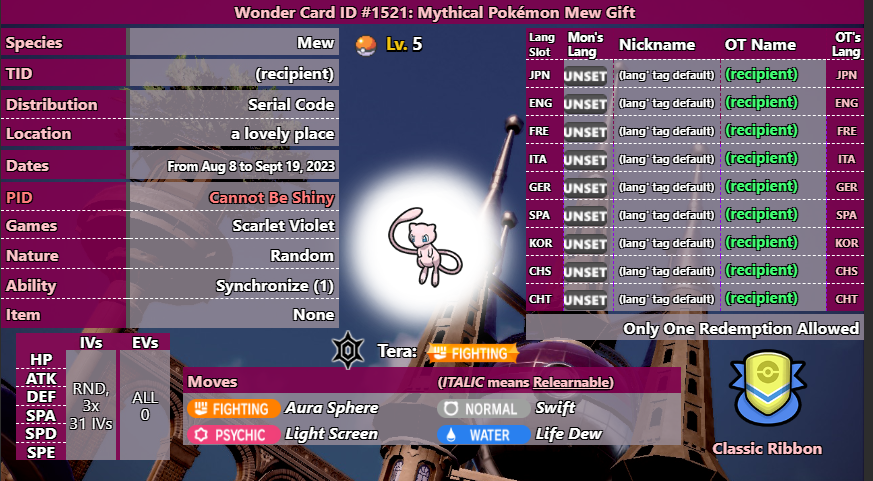 Wonder Card ID #1521: Mythical Pokémon Mew Gift
Species Mew
TID (recipient)
Distribution Serial Code
Location a lovely place
Dates From Aug 8 to Sept 19, 2023
PID Cannot Be Shiny
Games Scarlet Violet
Nature Random
Ability Synchronize (1)
Item None
Lv. 5
Lang Slot Mon's Lang Nickname OT Name OT's Lang
JPN UNSET (lang' tag default) (recipient) JPN
ENG UNSET (lang' tag default) (recipient) ENG
FRE UNSET (lang' tag default) (recipient) FRE
ITA UNSET (lang' tag default) (recipient) ITA
GER UNSET (lang' tag default) (recipient) GER
SPA UNSET (lang' tag default) (recipient) SPA
KOR UNSET (lang' tag default) (recipient) KOR
CHS UNSET (lang' tag default) (recipient) CHS
CHT UNSET (lang' tag default) (recipient) CHT
Only One Redemption Allowed
IVs EVs
HP
ATK
DEF
SPA
SPD
SPE
RND,
3x
31 IVs
ALL
0
Tera: FIGHTING
Moves (ITALIC means Relearnable)
FIGHTING Aura Sphere NORMAL Swift
PSYCHIC Light Screen WATER Life Dew
Classic Ribbon